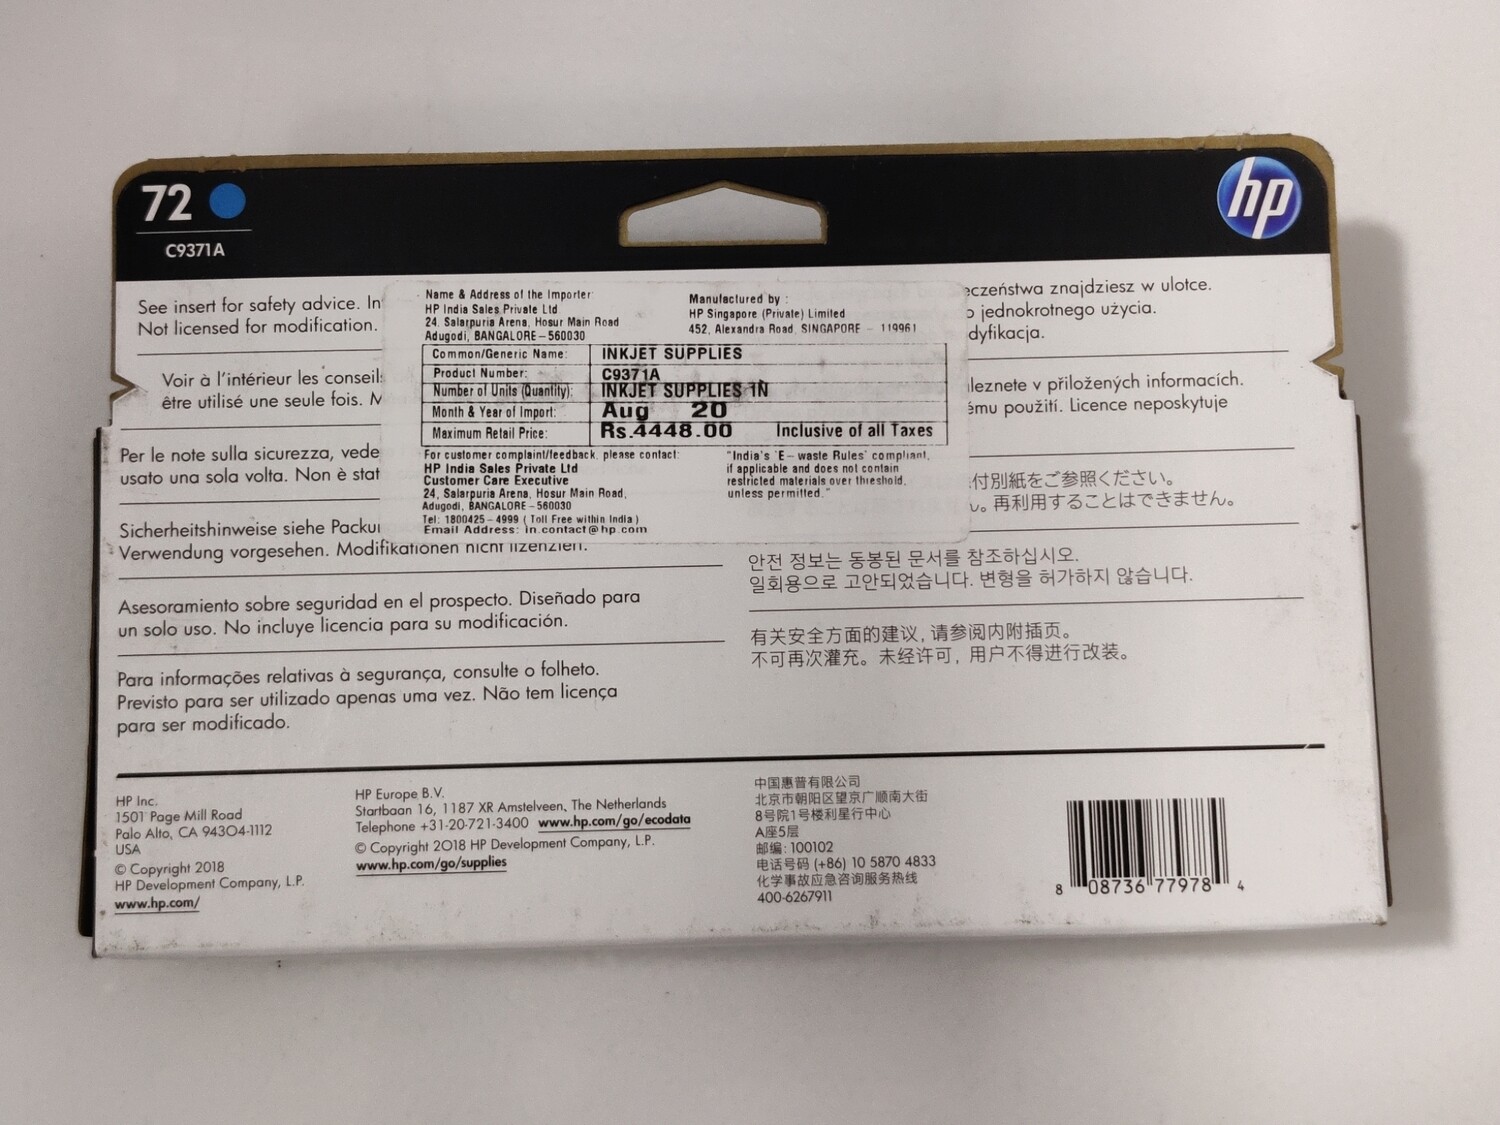 72
C9371A
hp
See insert for safety advice. In
Not licensed for modification.
Voir à l'intérieur les conseil
être utilisé une seule fois. M
Per le note sulla sicurezza, vede
usato una sola volta. Non è stat
Sicherheitshinweise siehe Packu
Verwendung vorgesehen. Modifikationen nicht lizenziert.
Asesoramiento sobre seguridad en el prospecto. Diseñado para
un solo uso. No incluye licencia para su modificación.
Para informações relativas à segurança, consulte o folheto.
Previsto para ser utilizado apenas uma vez. Não tem licença
para ser modificado.
Name & Address of the Importer:
HP India Sales Private Ltd
24, Salarpuria Arena, Hosur Main Road
Adugodi, BANGALORE-560030
Manufactured by :
HP Singapore (Private) Limited
452, Alexandra Road, SINGAPORE - 119961
Common/Generic Name: INKJET SUPPLIES
Product Number: C9371A
Number of Units (Quantity): INKJET SUPPLIES 1N
Month & Year of Import: Aug 20
Maximum Retail Price: Rs.4448.00 Inclusive of all Taxes
For customer complaint/feedback, please contact:
HP India Sales Private Ltd
Customer Care Executive
24, Salarpuria Arena, Hosur Main Road,
Adugodi, BANGALORE-560030
Tel: 1800425-4999 ( Toll Free within India )
Email Address: in.contact@hp.com
"India's 'E-waste Rules' compliant,
if applicable and does not contain
restricted materials over threshold,
unless permitted."
eczeństwa znajdziesz w ulotce.
o jednokrotnego użycia.
dyfikacja.
leznete v přiložených informacích.
ému použití. Licence neposkytuje
付別紙をご参照ください。
ん。再利用することはできません。
안전 정보는 동봉된 문서를 참조하십시오.
일회용으로 고안되었습니다. 변형을 허가하지 않습니다.
有关安全方面的建议, 请参阅内附插页。
不可再次灌充。未经许可, 用户不得进行改装。
HP Inc.
1501 Page Mill Road
Palo Alto, CA 94304-1112
USA
© Copyright 2018
HP Development Company, L.P.
www.hp.com/
HP Europe B.V.
Startbaan 16, 1187 XR Amstelveen, The Netherlands
Telephone +31-20-721-3400 www.hp.com/go/ecodata
© Copyright 2018 HP Development Company, L.P.
www.hp.com/go/supplies
中国惠普有限公司
北京市朝阳区望京广顺南大街
8号院1号楼利星行中心
A座5层
邮编: 100102
电话号码 (+86) 10 5870 4833
化学事故应急咨询服务热线
400-6267911
8 08736 77978 4